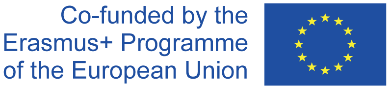 Co-funded by the
Erasmus+ Programme
of the European Union